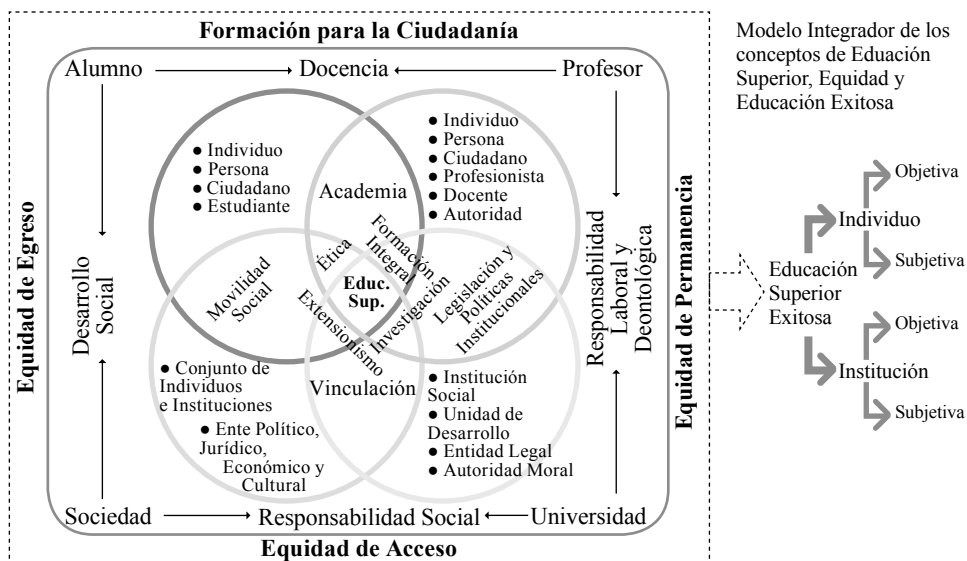 Formación para la Ciudadanía
Alumno
Docencia
Profesor
● Individuo
● Persona
● Ciudadano
● Estudiante
Academia
● Individuo
● Persona
● Ciudadano
● Profesionista
● Docente
● Autoridad
Equidad de Egreso
Desarrollo
Social
Movilidad
Social
Ética
Formación
Integral
Educ.
Sup.
Extensionismo
Investigación
Legislación y
Políticas
Institucionales
Responsabilidad
Laboral y
Deontológica
Equidad de Permanencia
● Conjunto de
Individuos
e Instituciones
● Ente Político,
Jurídico,
Económico y
Cultural
Vinculación
● Institución
Social
● Unidad de
Desarrollo
● Entidad Legal
● Autoridad Moral
Sociedad
Responsabilidad Social
Universidad
Equidad de Acceso
Modelo Integrador de los
conceptos de Eduación
Superior, Equidad y
Educación Exitosa
Educación
Superior
Exitosa
Individuo
Objetiva
Subjetiva
Institución
Objetiva
Subjetiva